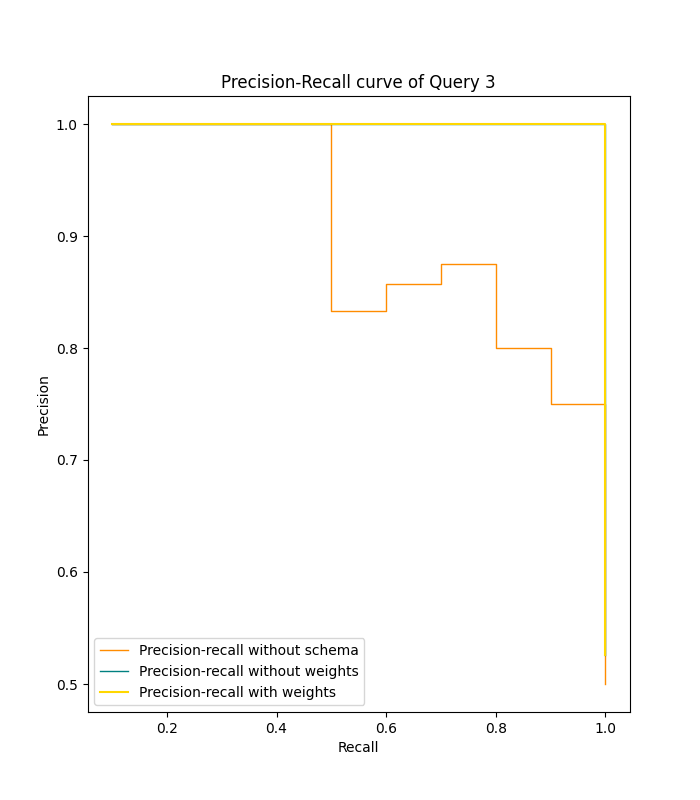 Precision-Recall curve of Query 3
1.0
0.9
0.8
0.7
0.6
0.5
Precision
Precision-recall without schema
Precision-recall without weights
Precision-recall with weights
0.2 0.4 0.6 0.8 1.0
Recall